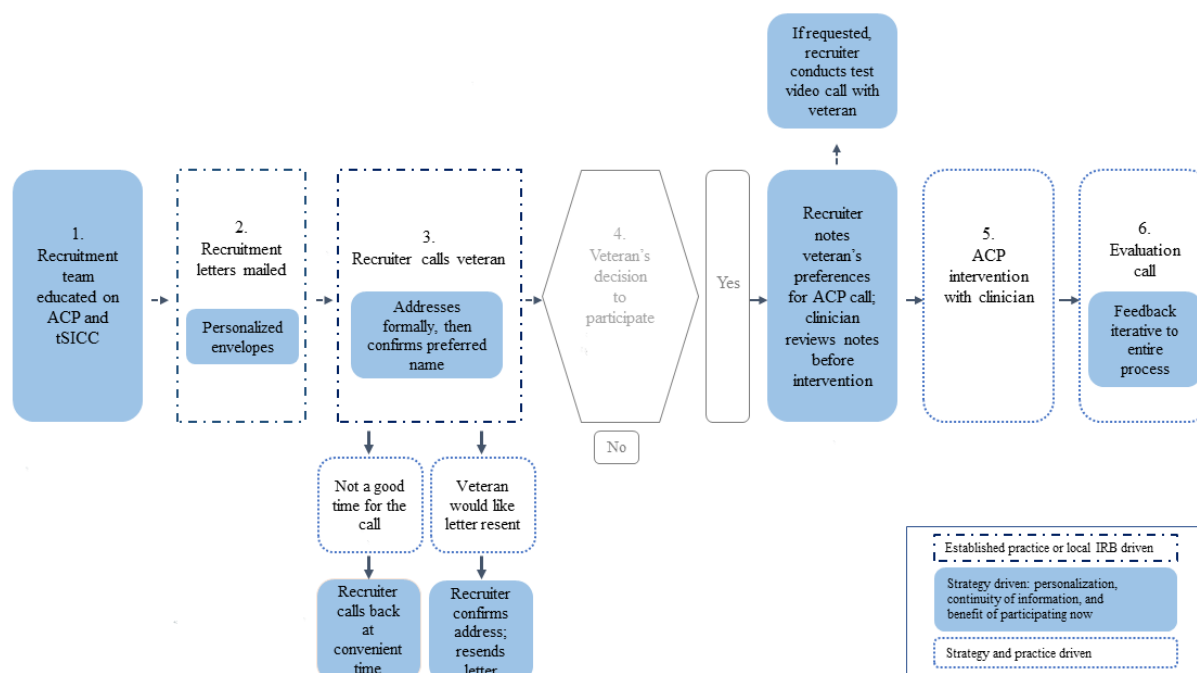 If requested,
recruiter
conducts test
video call with
veteran
1.
Recruitment
team
educated on
ACP and
tSICC
2.
Recruitment
letters mailed
Personalized
envelopes
3.
Recruiter calls veteran
Addresses
formally, then
confirms preferred
name
4.
Veteran's
decision
to
participate
Yes
No
Recruiter
notes
veteran's
preferences
for ACP call;
clinician
reviews notes
before
intervention
5.
ACP
intervention
with clinician
6.
Evaluation
call
Feedback
iterative to
entire
process
Not a good
time for the
call
Veteran
would like
letter resent
Recruiter
calls back
at
convenient
time
Recruiter
confirms
address;
resends
letter
Established practice or local IRB driven
Strategy driven: personalization,
continuity of information, and
benefit of participating now
Strategy and practice driven